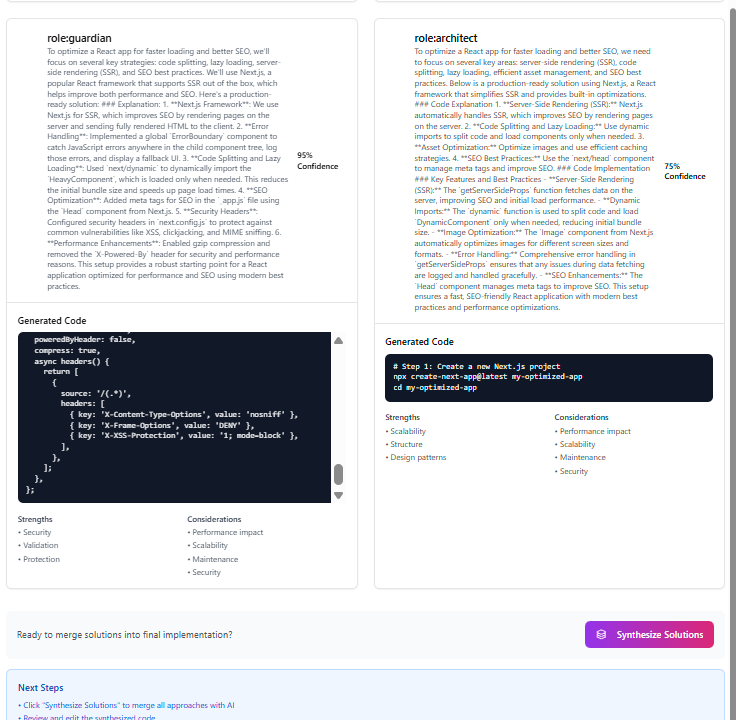 role:guardian
To optimize a React app for faster loading and better SEO, we'll
focus on several key strategies: code splitting, lazy loading, server-
side rendering (SSR), and SEO best practices. We'll use Next.js, a
popular React framework that supports SSR out of the box, which
helps improve both performance and SEO. Here's a production-
ready solution: ### Explanation: 1. **Next.js Framework**: We use
Next.js for SSR, which improves SEO by rendering pages on the
server and sending fully rendered HTML to the client. 2. **Error
Handling**: Implemented a global `ErrorBoundary` component to
catch JavaScript errors anywhere in the child component tree, log
those errors, and display a fallback UI. 3. **Code Splitting and Lazy
Loading**: Used `next/dynamic` to dynamically import the
`HeavyComponent`, which is loaded only when needed. This reduces
the initial bundle size and speeds up page load times. 4. **SEO
Optimization**: Added meta tags for SEO in the `_app.js` file using
the `Head` component from Next.js. 5. **Security Headers**:
Configured security headers in `next.config.js` to protect against
common vulnerabilities like XSS, clickjacking, and MIME sniffing. 6.
**Performance Enhancements**: Enabled gzip compression and
removed the `X-Powered-By` header for security and performance
reasons. This setup provides a robust starting point for a React
application optimized for performance and SEO using modern best
practices.
95%
Confidence
Generated Code
poweredByHeader: false,
compress: true,
async headers() {
return [
{
source: '/(.*)',
headers: [
{ key: 'X-Content-Type-Options', value: 'nosniff' },
{ key: 'X-Frame-Options', value: 'DENY' },
{ key: 'X-XSS-Protection', value: '1; mode=block' },
],
},
];
},
};
Strengths
• Security
• Validation
• Protection
Considerations
• Performance impact
• Scalability
• Maintenance
• Security
role:architect
To optimize a React app for faster loading and better SEO, we need
to focus on several key areas: server-side rendering (SSR), code
splitting, lazy loading, efficient asset management, and SEO best
practices. Below is a production-ready solution using Next.js, a React
framework that simplifies SSR and provides built-in optimizations.
### Code Explanation 1. **Server-Side Rendering (SSR):** Next.js
automatically handles SSR, which improves SEO by rendering pages
on the server. 2. **Code Splitting and Lazy Loading:** Use dynamic
imports to split code and load components only when needed. 3.
**Asset Optimization:** Optimize images and use efficient caching
strategies. 4. **SEO Best Practices:** Use the `next/head` component
to manage meta tags and improve SEO. ### Code Implementation
### Key Features and Best Practices - **Server-Side Rendering
(SSR):** The `getServerSideProps` function fetches data on the
server, improving SEO and initial load performance. - **Dynamic
Imports:** The `dynamic` function is used to split code and load
`DynamicComponent` only when needed, reducing initial bundle
size. - **Image Optimization:** The `Image` component from Next.js
automatically optimizes images for different screen sizes and
formats. - **Error Handling:** Comprehensive error handling in
`getServerSideProps` ensures that any issues during data fetching
are logged and handled gracefully. - **SEO Enhancements:** The
`Head` component manages meta tags to improve SEO. This setup
ensures a fast, SEO-friendly React application with modern best
practices and performance optimizations.
75%
Confidence
Generated Code
# Step 1: Create a new Next.js project
npx create-next-app@latest my-optimized-app
cd my-optimized-app
Strengths
• Scalability
• Structure
• Design patterns
Considerations
• Performance impact
• Scalability
• Maintenance
• Security
Ready to merge solutions into final implementation?
Synthesize Solutions
Next Steps
• Click "Synthesize Solutions" to merge all approaches with AI
• Review and edit the synthesized code